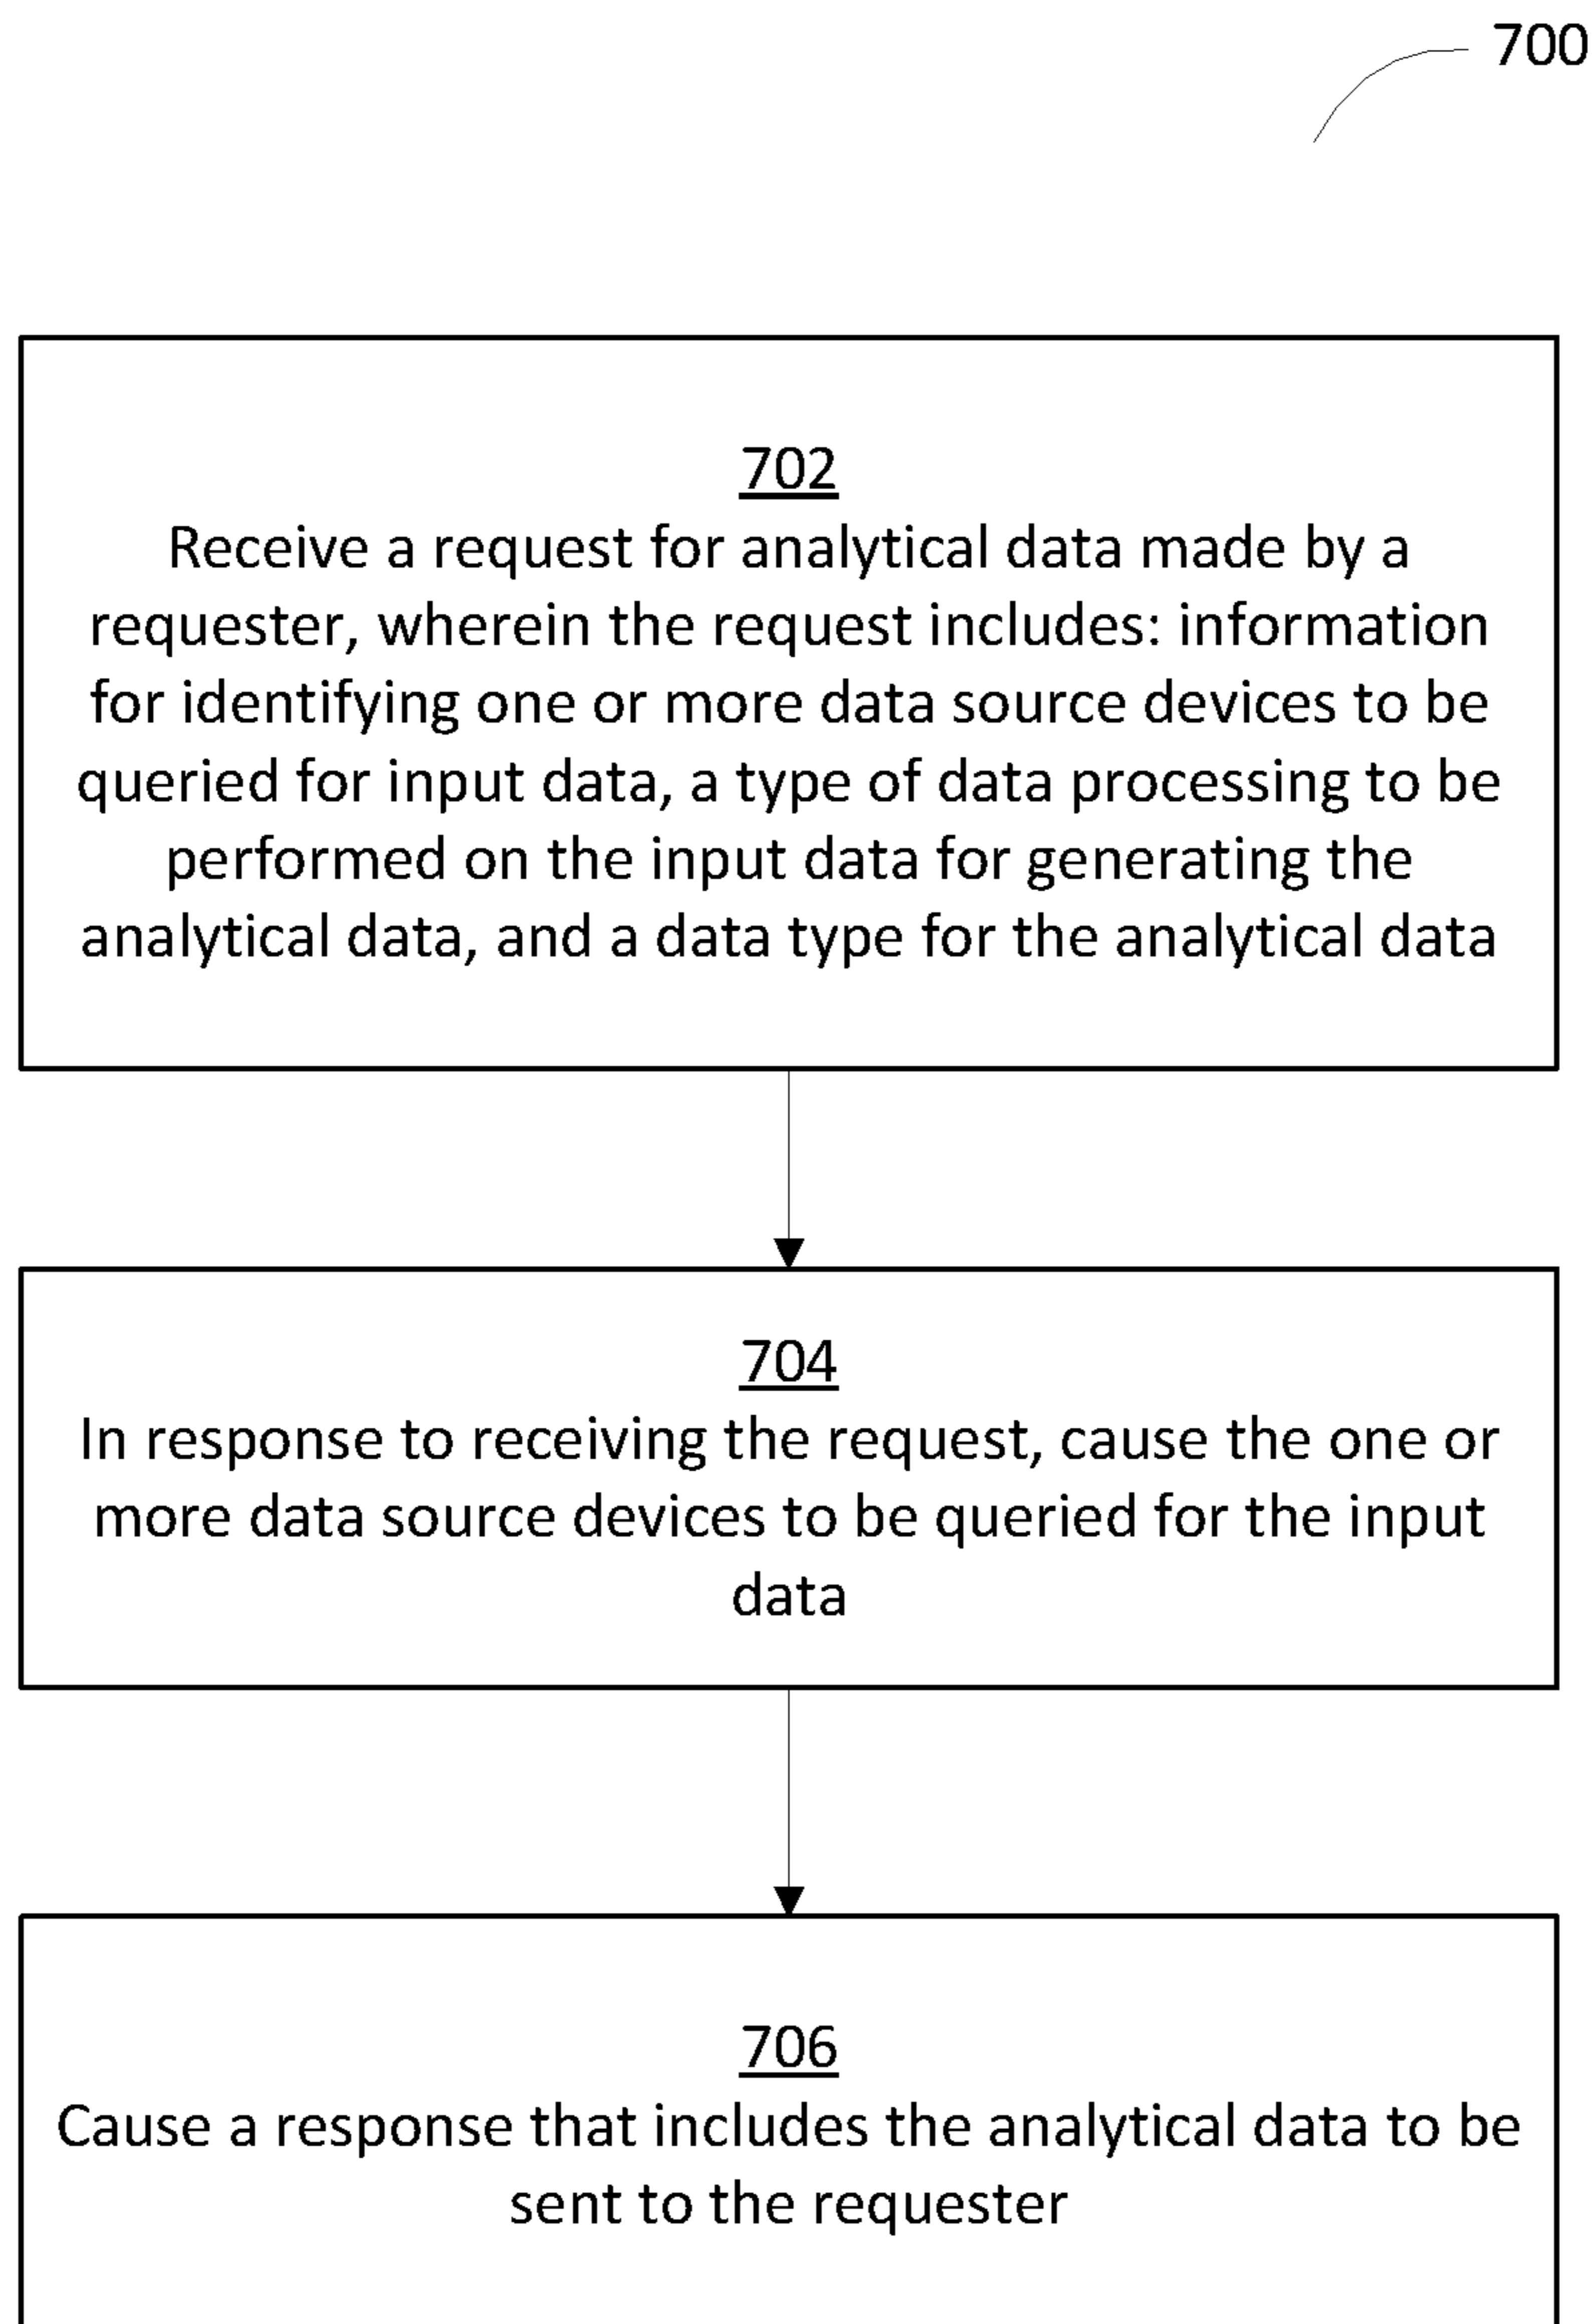 700
702
Receive a request for analytical data made by a
requester, wherein the request includes: information
for identifying one or more data source devices to be
queried for input data, a type of data processing to be
performed on the input data for generating the
analytical data, and a data type for the analytical data
704
In response to receiving the request, cause the one or
more data source devices to be queried for the input
data
706
Cause a response that includes the analytical data to be
sent to the requester